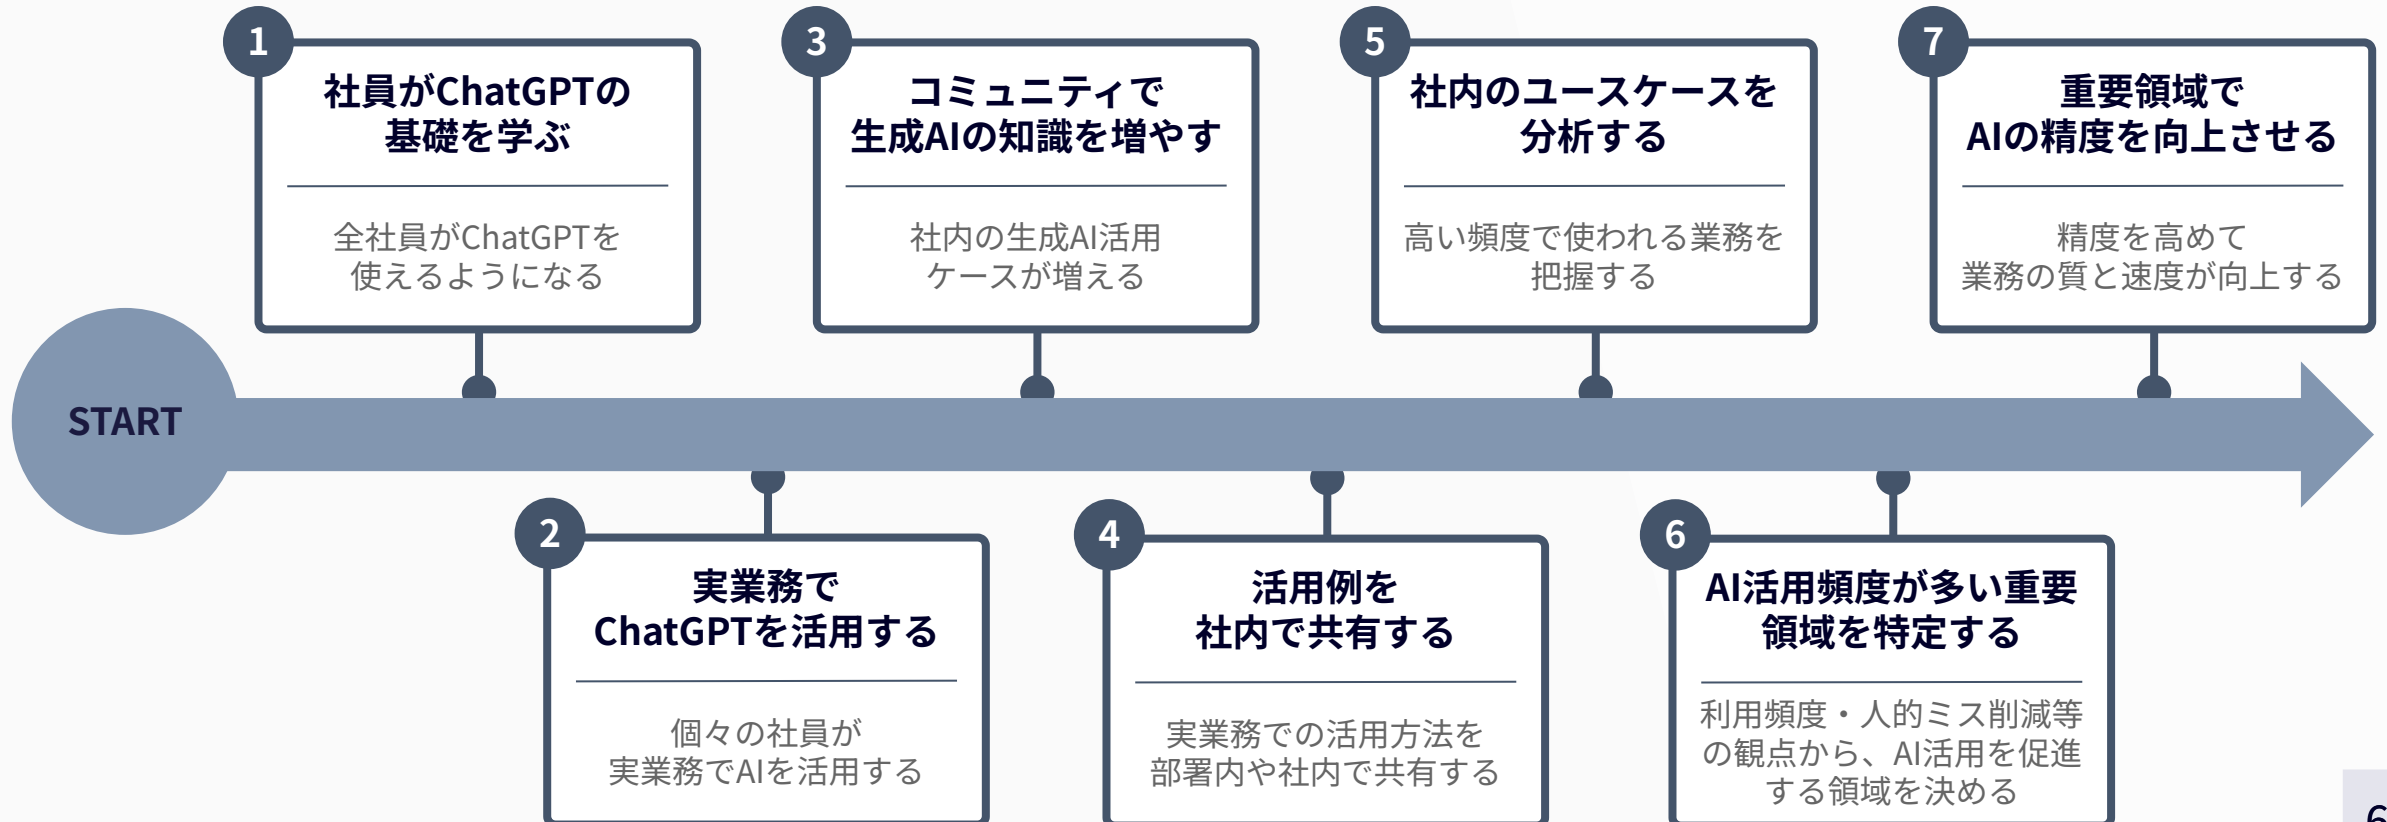 START
1
社員がChatGPTの
基礎を学ぶ
全社員がChatGPTを
使えるようになる
2
実業務で
ChatGPTを活用する
個々の社員が
実業務でAIを活用する
3
コミュニティで
生成AIの知識を増やす
社内の生成AI活用
ケースが増える
4
活用例を
社内で共有する
実業務での活用方法を
部署内や社内で共有する
5
社内のユースケースを
分析する
高い頻度で使われる業務を
把握する
6
AI活用頻度が多い重要
領域を特定する
利用頻度・人的ミス削減等
の観点から、AI活用を促進
する領域を決める
7
重要領域で
AIの精度を向上させる
精度を高めて
業務の質と速度が向上する